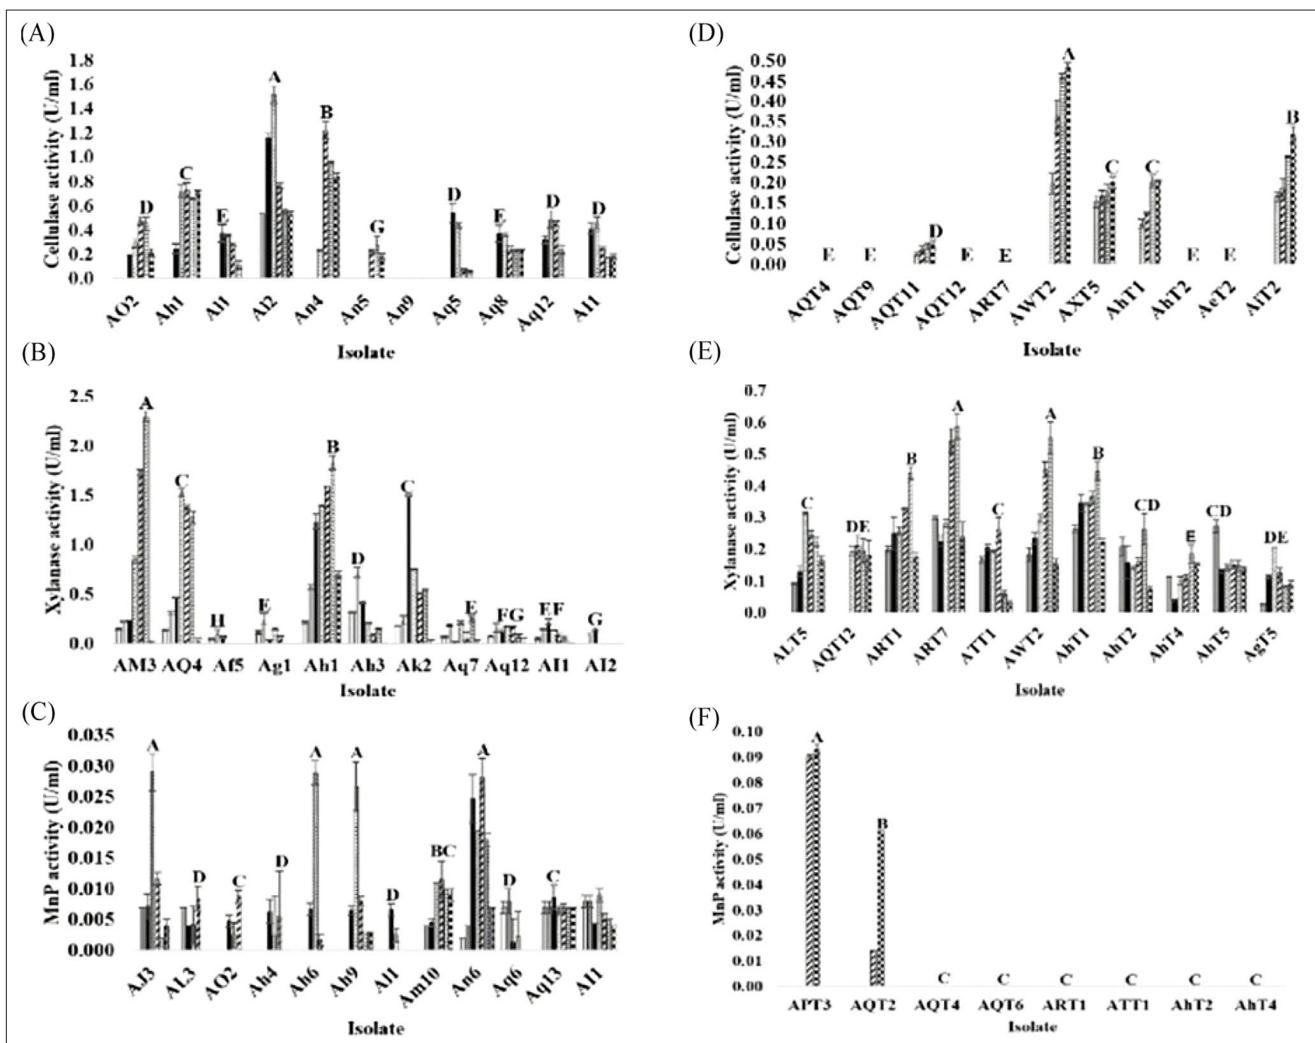 (A)
Cellulase activity (U/ml)
1.8
1.6
1.4
1.2
1.0
0.8
0.6
0.4
0.2
0.0
D C E A B G D E D D
AO2 Ah1 Al1 Al2 An4 An5 An9 Aq5 Aq8 Aq12 AI1
Isolate
(B)
Xylanase activity (U/ml)
2.5
2.0
1.5
1.0
0.5
0.0
A C H E B D C E FG EF G
AM3 AQ4 Af5 Ag1 Ah1 Ah3 Ak2 Aq7 Aq12 AI1 AI2
Isolate
(C)
MnP activity (U/ml)
0.035
0.030
0.025
0.020
0.015
0.010
0.005
0.000
A D C D A A D BC A D C
AJ3 AL3 AO2 Ah4 Ah6 Ah9 Al1 Am10 An6 Aq6 Aq13 AI1
Isolate
(D)
Cellulase activity (U/ml)
0.50
0.45
0.40
0.35
0.30
0.25
0.20
0.15
0.10
0.05
0.00
E E D E E A C C E E B
AQT4 AQT9 AQT11 AQT12 ART7 AWT2 AXT5 AhT1 AhT2 AeT2 AiT2
Isolate
(E)
Xylanase activity (U/ml)
0.7
0.6
0.5
0.4
0.3
0.2
0.1
0.0
C DE B A C A B CD E CD DE
ALT5 AQT12 ART1 ART7 ATT1 AWT2 AhT1 AhT2 AhT4 AhT5 AgT5
Isolate
(F)
MnP activity (U/ml)
0.10
0.09
0.08
0.07
0.06
0.05
0.04
0.03
0.02
0.01
0.00
A B C C C C C C
APT3 AQT2 AQT4 AQT6 ART1 ATT1 AhT2 AhT4
Isolate